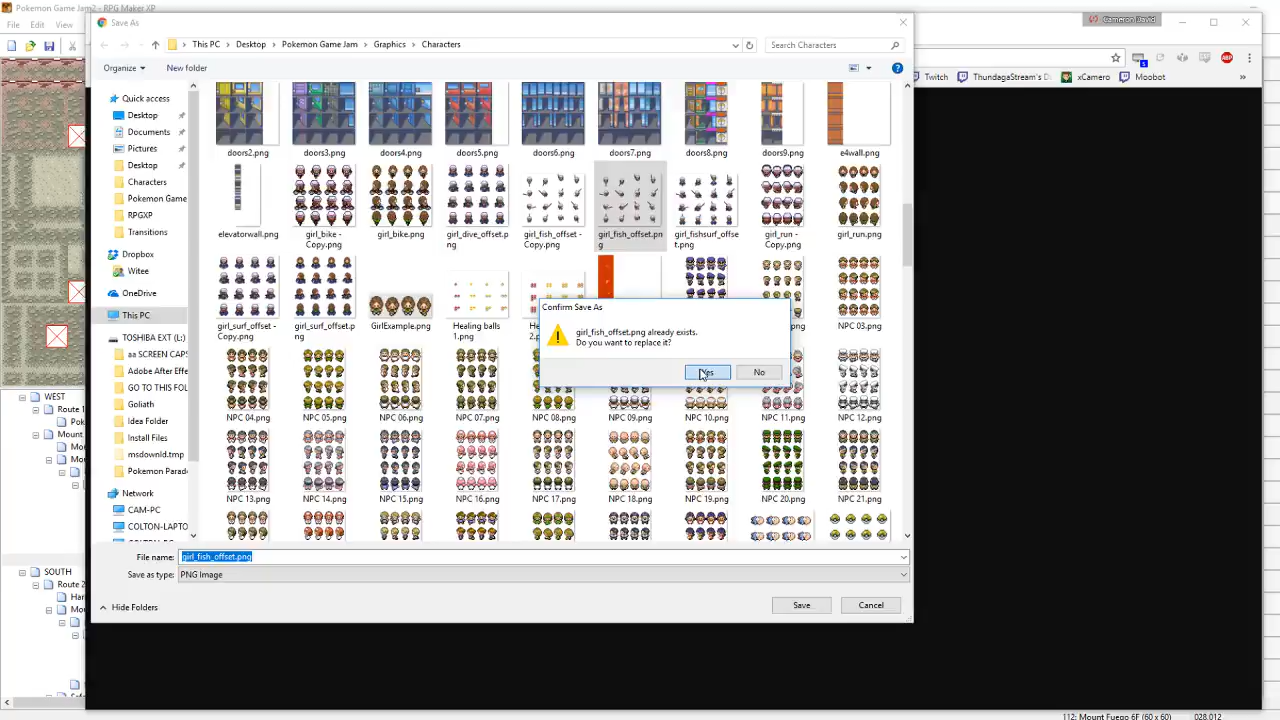 Pokemon Game Jam2 - RPG Maker XP
File Edit View
Save As
Cameron David
This PC Desktop Pokemon Game Jam Graphics Characters
Search Characters
Organize New folder
Twitch ThundagaStream's xCamero Moobot
Quick access
Desktop
Documents
Pictures
Desktop
Characters
Pokemon Game
RPGXP
Transitions
Dropbox
Witee
OneDrive
This PC
TOSHIBA EXT (L:)
aa SCREEN CAPS
Adobe After Effe
GO TO THIS FOL
Goliath
Idea Folder
Install Files
msdownld.tmp
Pokemon Parad
Network
CAM-PC
COLTON-LAPTO
doors2.png doors3.png doors4.png doors5.png doors6.png doors7.png doors8.png doors9.png e4wall.png
elevatorwall.png girl_bike - Copy.png girl_bike.png girl_dive_offset.png girl_fish_offset - Copy.png girl_fish_offset.png girl_fishsurf_offset.png girl_run - Copy.png girl_run.png
girl_surf_offset - Copy.png girl_surf_offset.png GirlExample.png Healing balls 1.png NPC 03.png
Confirm Save As
girl_fish_offset.png already exists.
Do you want to replace it?
Yes No
NPC 04.png NPC 05.png NPC 06.png NPC 07.png NPC 08.png NPC 09.png NPC 10.png NPC 11.png NPC 12.png
NPC 13.png NPC 14.png NPC 15.png NPC 16.png NPC 17.png NPC 18.png NPC 19.png NPC 20.png NPC 21.png
File name: girl_fish_offset.png
Save as type: PNG Image
Hide Folders
Save Cancel
WEST
Route 1
Mount
SOUTH
Route 2
Har
Mount
112: Mount Fuego 6F (60 x 60) 028,012